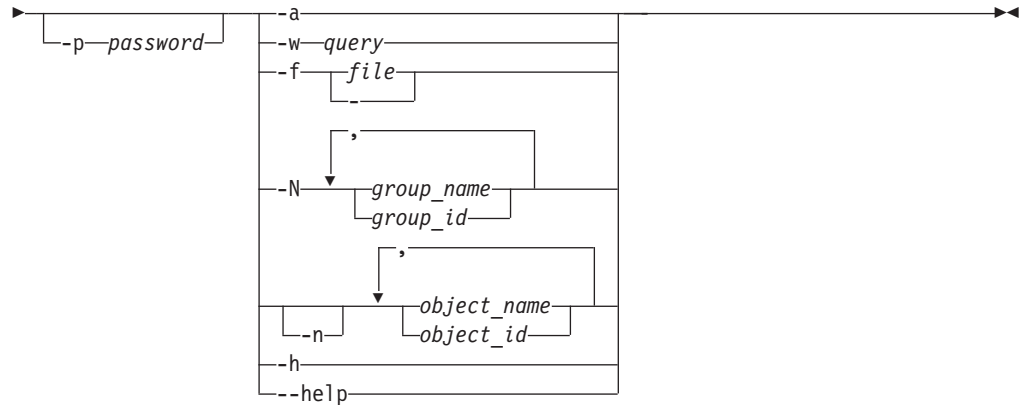 -a
-p password
-w query
-f file
-
,
-N group_name
group_id
,
object_name
-n object_id
-h
--help